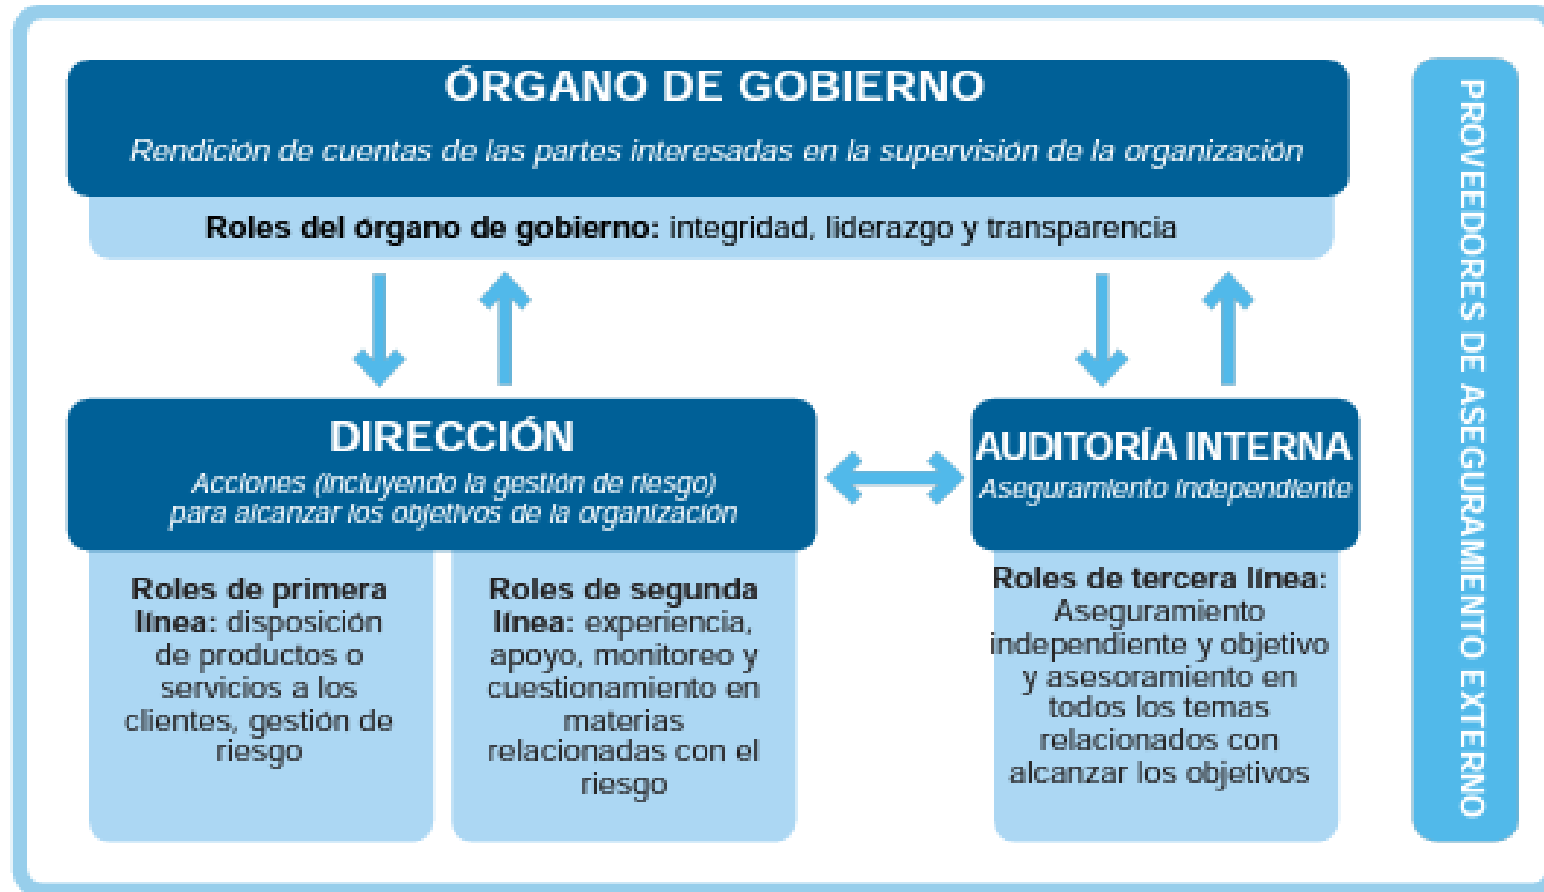 ÓRGANO DE GOBIERNO
Rendición de cuentas de las partes interesadas en la supervisión de la organización
Roles del órgano de gobierno: integridad, liderazgo y transparencia
DIRECCIÓN
Acciones (incluyendo la gestión de riesgo)
para alcanzar los objetivos de la organización
Roles de primera
línea: disposición
de productos o
servicios a los
clientes, gestión de
riesgo
Roles de segunda
línea: experiencia,
apoyo, monitoreo y
cuestionamiento en
materias
relacionadas con el
riesgo
AUDITORÍA INTERNA
Aseguramiento independiente
Roles de tercera línea:
Aseguramiento
independiente y objetivo
y asesoramiento en
todos los temas
relacionados con
alcanzar los objetivos
PROVEEDORES DE ASEGURAMIENTO EXTERNO